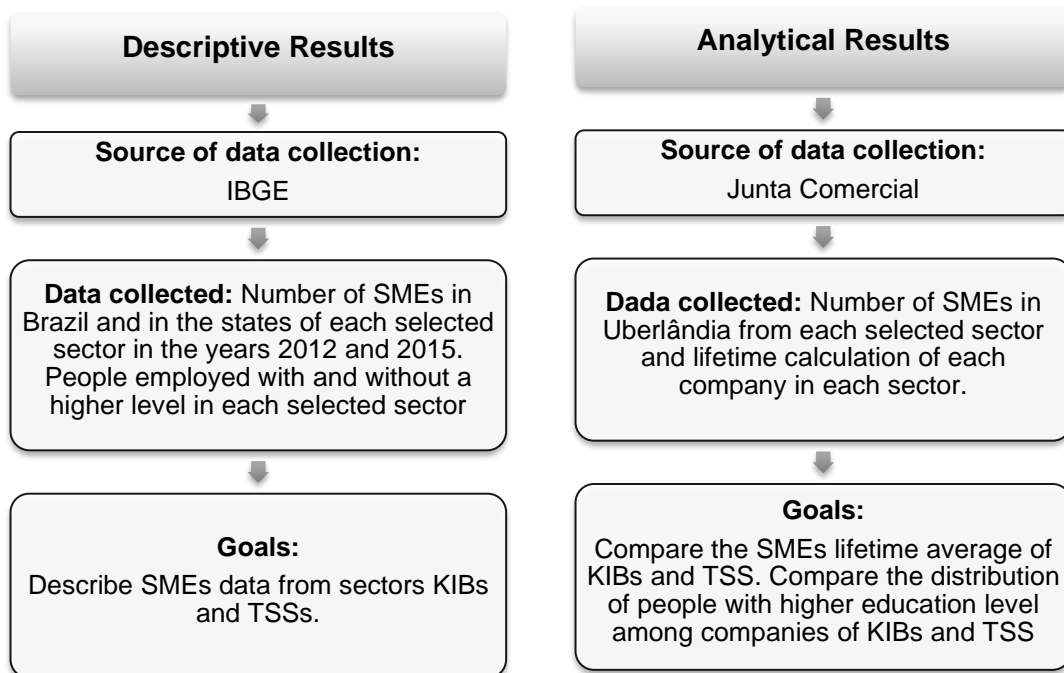 Descriptive Results
Source of data collection:
IBGE
Data collected: Number of SMEs in
Brazil and in the states of each selected
sector in the years 2012 and 2015.
People employed with and without a
higher level in each selected sector
Goals:
Describe SMEs data from sectors KIBs
and TSSs.
Analytical Results
Source of data collection:
Junta Comercial
Dada collected: Number of SMEs in
Uberlândia from each selected sector
and lifetime calculation of each
company in each sector.
Goals:
Compare the SMEs lifetime average of
KIBs and TSS. Compare the distribution
of people with higher education level
among companies of KIBs and TSS